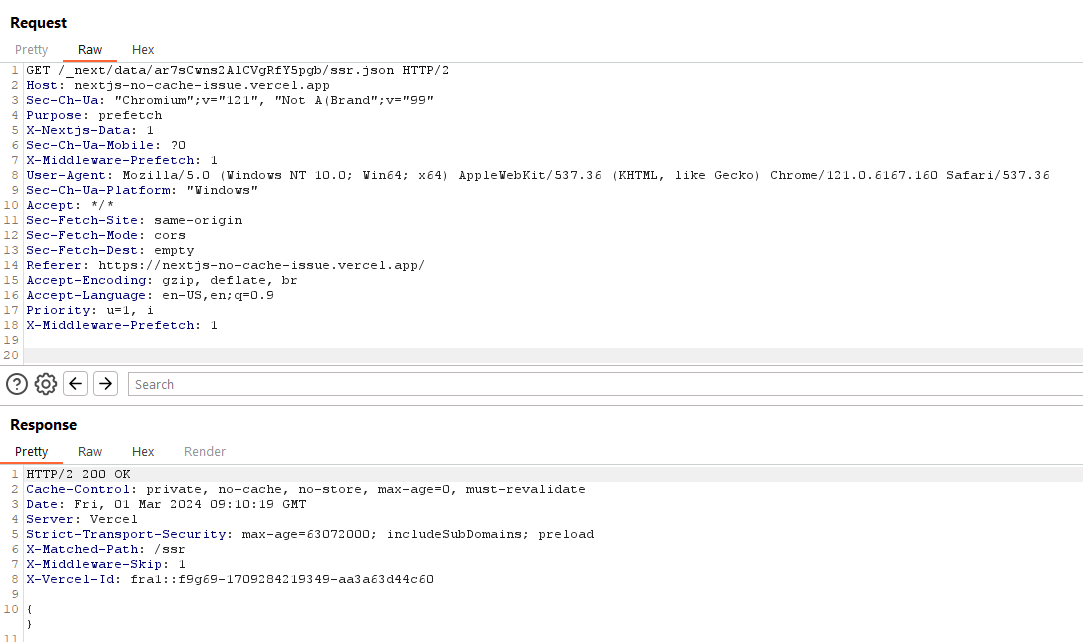 Request
Pretty Raw Hex
1 GET /_next/data/ar7sCwns2AlCVgRfY5pgb/ssr.json HTTP/2
2 Host: nextjs-no-cache-issue.vercel.app
3 Sec-Ch-Ua: "Chromium";v="121", "Not A(Brand";v="99"
4 Purpose: prefetch
5 X-Nextjs-Data: 1
6 Sec-Ch-Ua-Mobile: ?0
7 X-Middleware-Prefetch: 1
8 User-Agent: Mozilla/5.0 (Windows NT 10.0; Win64; x64) AppleWebKit/537.36 (KHTML, like Gecko) Chrome/121.0.6167.160 Safari/537.36
9 Sec-Ch-Ua-Platform: "Windows"
10 Accept: */*
11 Sec-Fetch-Site: same-origin
12 Sec-Fetch-Mode: cors
13 Sec-Fetch-Dest: empty
14 Referer: https://nextjs-no-cache-issue.vercel.app/
15 Accept-Encoding: gzip, deflate, br
16 Accept-Language: en-US,en;q=0.9
17 Priority: u=1, i
18 X-Middleware-Prefetch: 1
19
20
? Search
Response
Pretty Raw Hex Render
1 HTTP/2 200 OK
2 Cache-Control: private, no-cache, no-store, max-age=0, must-revalidate
3 Date: Fri, 01 Mar 2024 09:10:19 GMT
4 Server: Vercel
5 Strict-Transport-Security: max-age=63072000; includeSubDomains; preload
6 X-Matched-Path: /ssr
7 X-Middleware-Skip: 1
8 X-Vercel-Id: fra1::f9g69-1709284219349-aa3a63d44c60
9
10 {
}
11